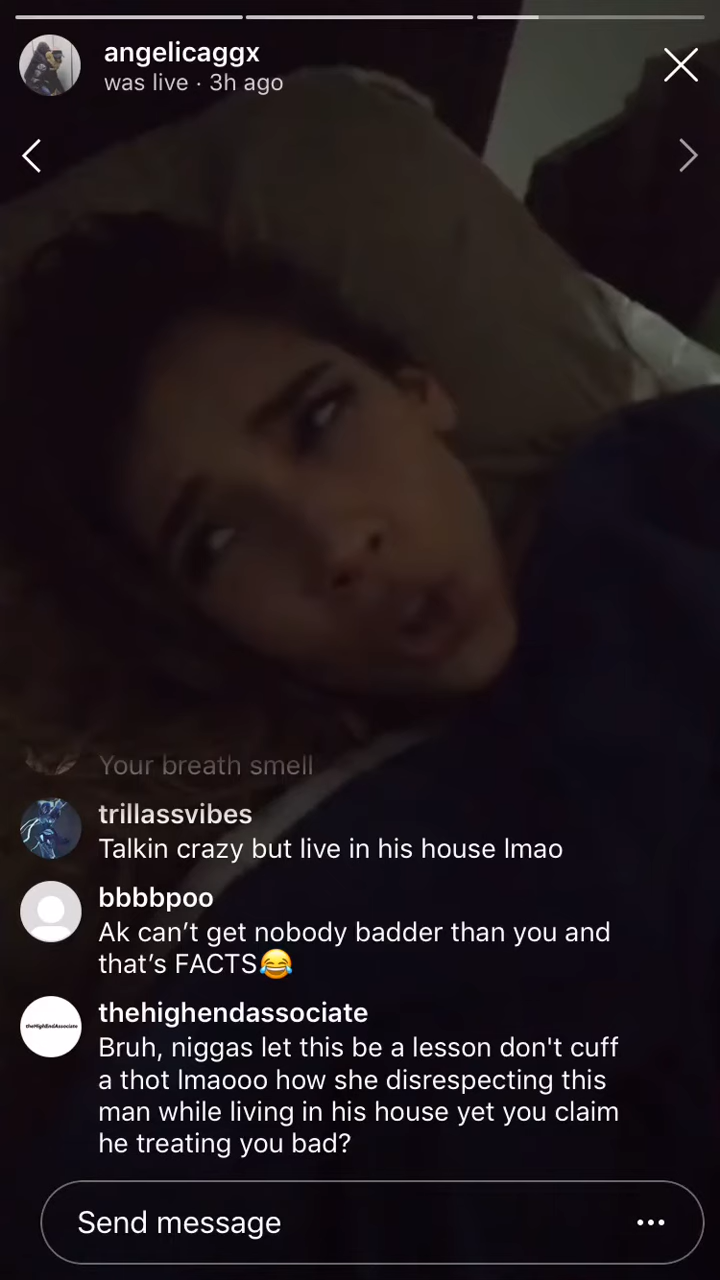 angelicaggx
was live · 3h ago
Your breath smell
trillassvibes
Talkin crazy but live in his house lmao
bbbbpoo
Ak can’t get nobody badder than you and
that’s FACTS😂
thehighendassociate
theHighEndAssociate
Bruh, niggas let this be a lesson don't cuff
a thot lmaooo how she disrespecting this
man while living in his house yet you claim
he treating you bad?
Send message